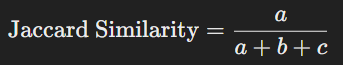 Jaccard Similarity = a / (a + b + c)